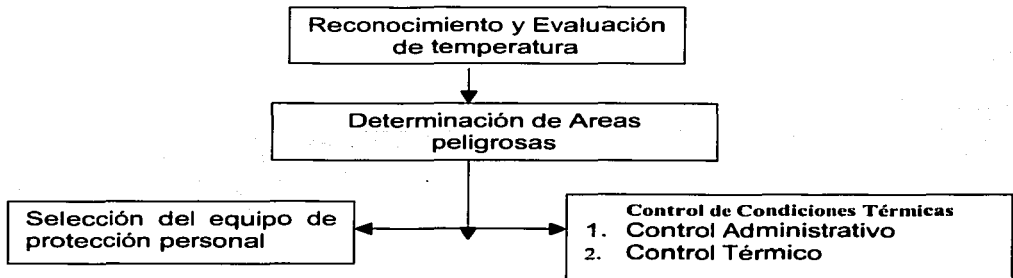 Reconocimiento y Evaluación
de temperatura
Determinación de Areas
peligrosas
Selección del equipo de
protección personal
Control de Condiciones Térmicas
1. Control Administrativo
2. Control Térmico